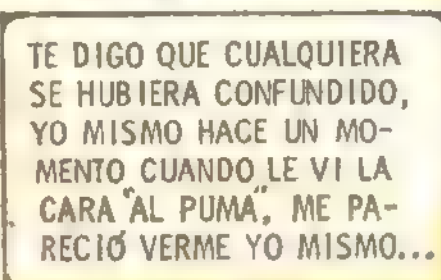 TE DIGO QUE CUALQUIERA
SE HUBIERA CONFUNDIDO,
YO MISMO HACE UN MO-
MENTO CUANDO LE VI LA
CARA "AL PUMA", ME PA-
RECIÓ VERME YO MISMO...